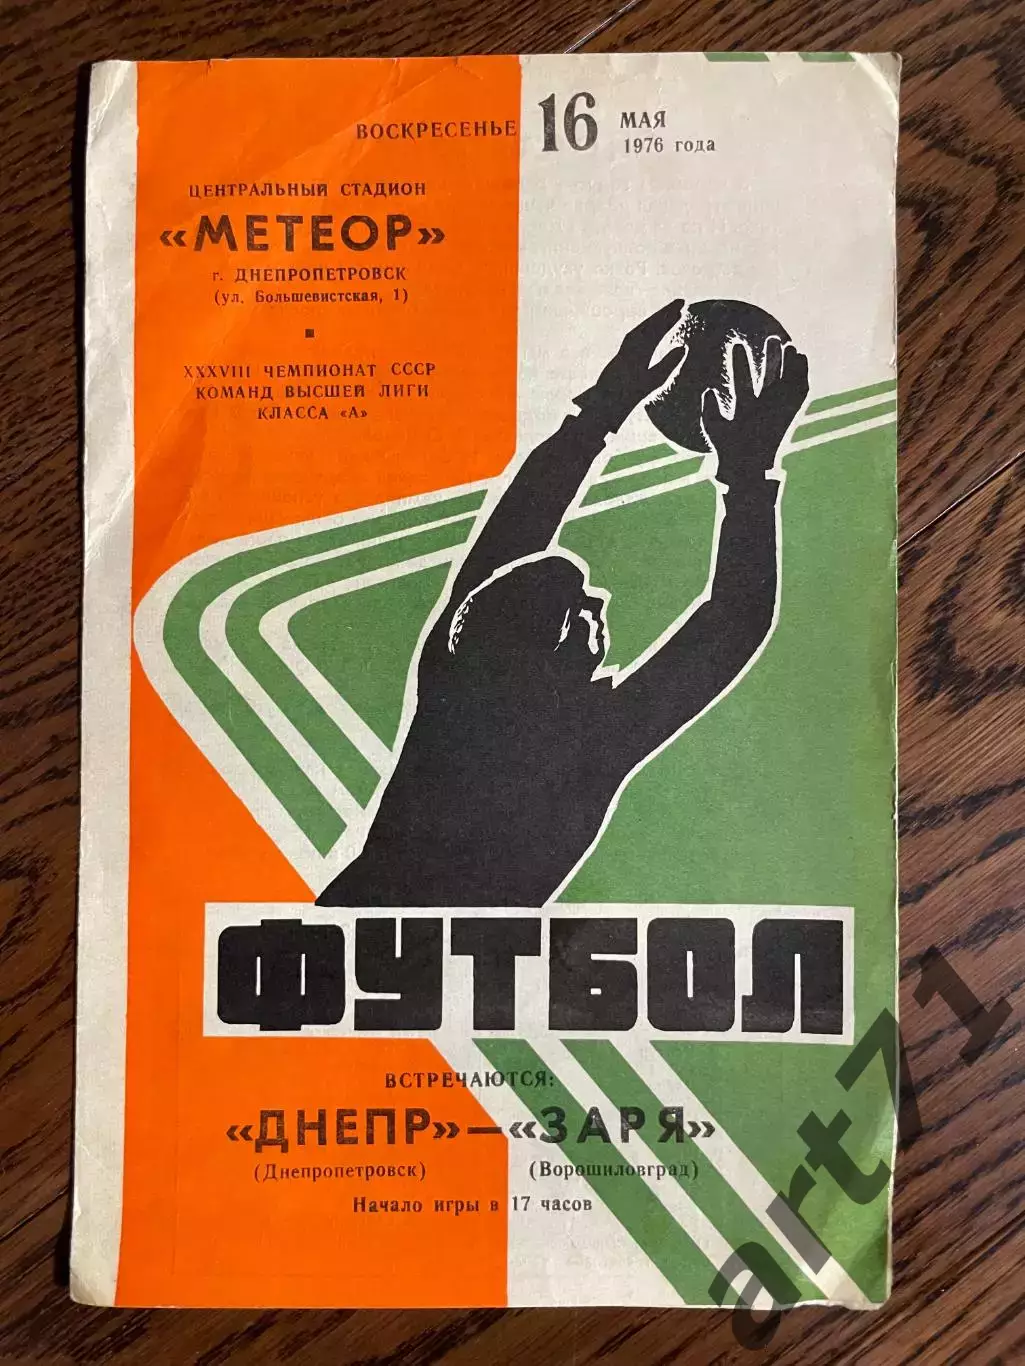 ВОСКРЕСЕНЬЕ 16 МАЯ
1976 года
ЦЕНТРАЛЬНЫЙ СТАДИОН
«МЕТЕОР»
г. ДНЕПРОПЕТРОВСК
(ул. Большевистская, 1)
XXXVIII ЧЕМПИОНАТ СССР
КОМАНД ВЫСШЕЙ ЛИГИ
КЛАССА «А»
ФУТБОЛ
ВСТРЕЧАЮТСЯ:
«ДНЕПР» — «ЗАРЯ»
(Днепропетровск) (Ворошиловград)
Начало игры в 17 часов
art71